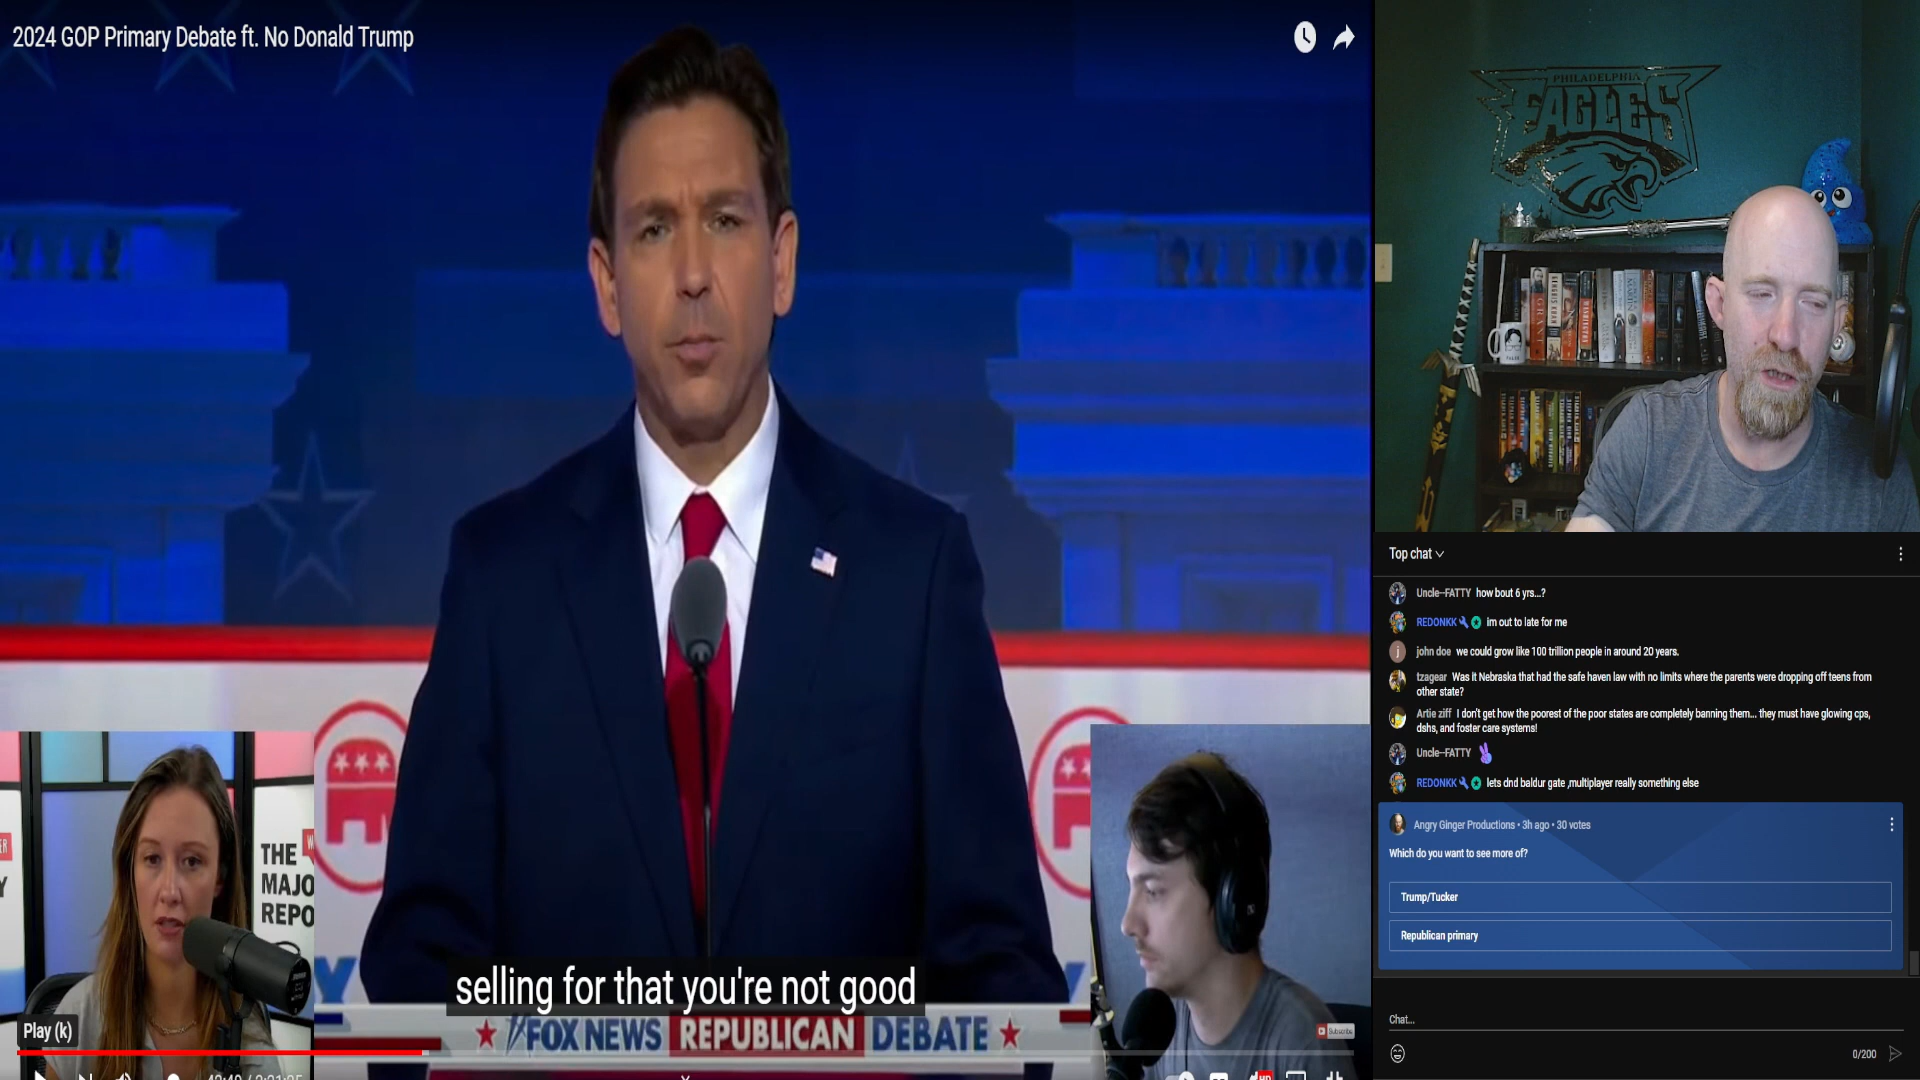 2024 GOP Primary Debate ft. No Donald Trump
PHILADELPHIA
EAGLES
GRANT
GENGHIS KHAN
WASHINGTON
THE
MAJO
REPO
selling for that you're not good
FOX NEWS REPUBLICAN DEBATE
Play (k)
Subscribe
HD
Top chat
Uncle--FATTY how bout 6 yrs...?
REDONKK im out to late for me
j john doe we could grow like 100 trillion people in around 20 years.
tzagear Was it Nebraska that had the safe haven law with no limits where the parents were dropping off teens from
other state?
Artie ziff I don't get how the poorest of the poor states are completely banning them... they must have glowing cps,
dshs, and foster care systems!
Uncle--FATTY
REDONKK lets dnd baldur gate ,multiplayer really something else
Angry Ginger Productions • 3h ago • 30 votes
Which do you want to see more of?
Trump/Tucker
Republican primary
Chat...
0/200